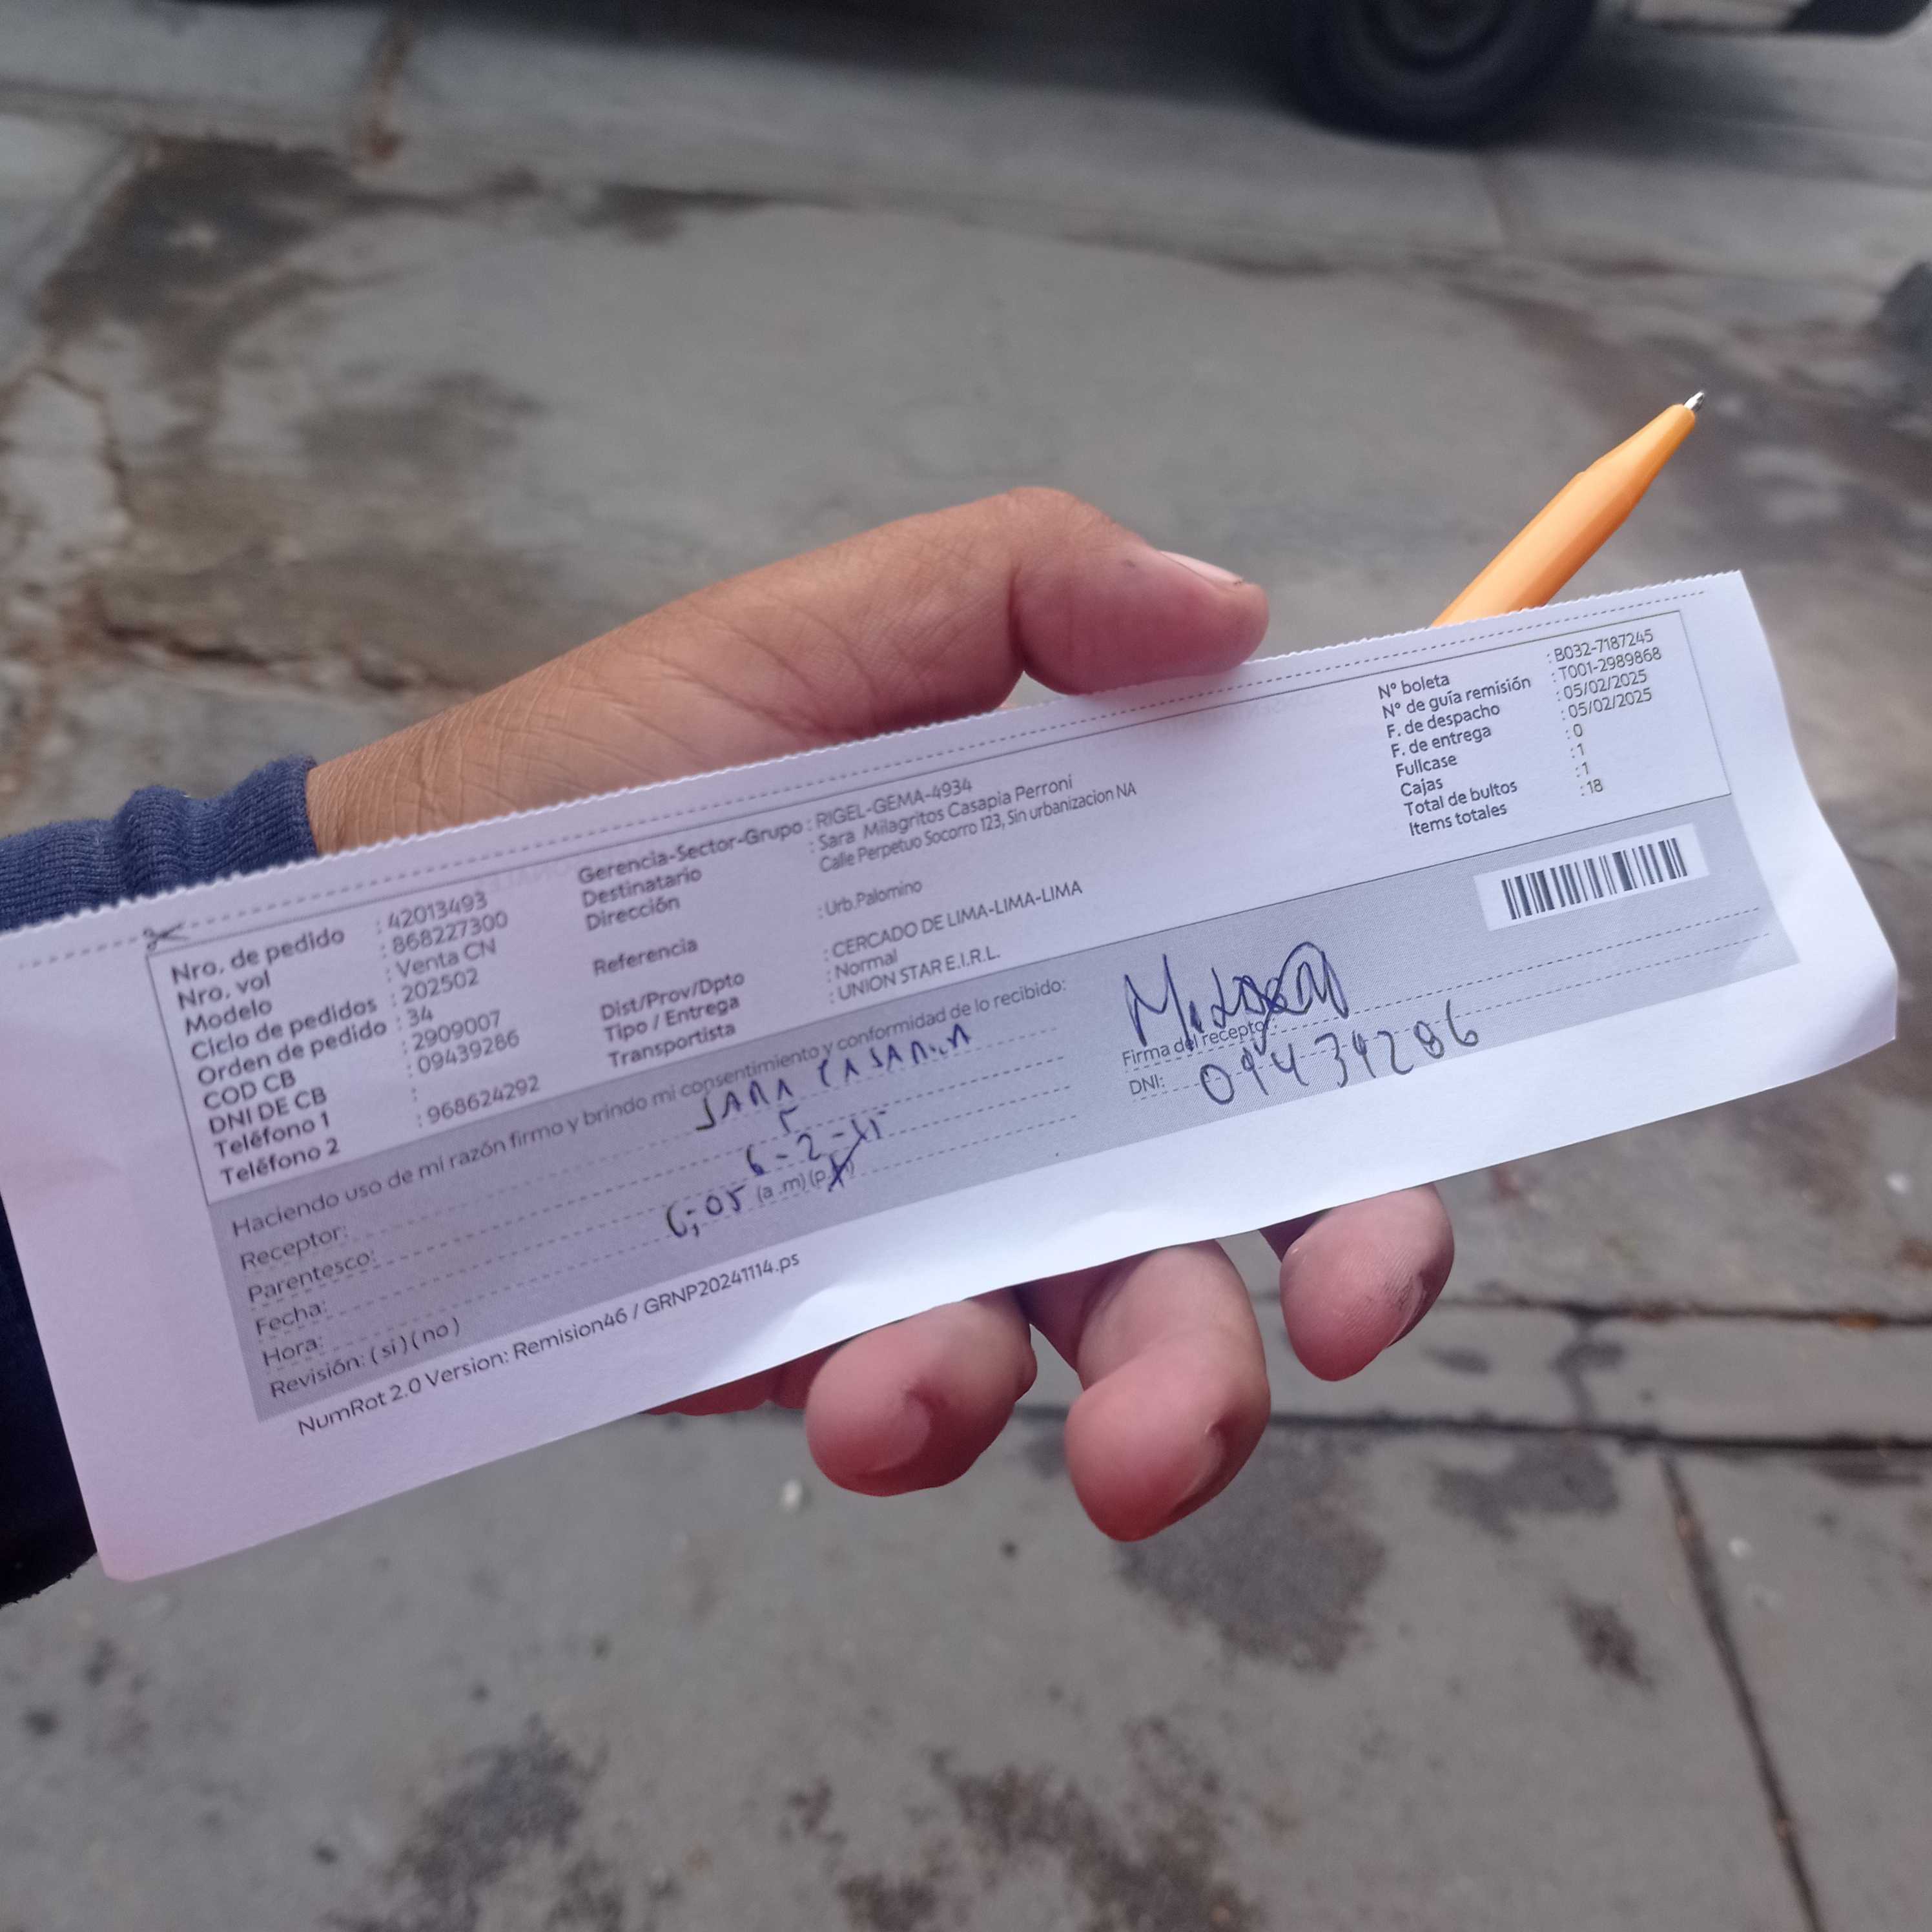 Nro. de pedido : 42013493
Nro. vol : 868227300
Modelo : Venta CN
Ciclo de pedidos : 202502
Orden de pedido : 34
COD CB : 2909007
DNI DE CB : 09439286
Teléfono 1 :
Teléfono 2 : 968624292
Gerencia-Sector-Grupo : RIGEL-GEMA-4934
Destinatario : Sara Milagritos Casapia Perroni
Dirección Calle Perpetuo Socorro 123, Sin urbanizacion NA
Referencia : Urb.Palomino
Dist/Prov/Dpto : CERCADO DE LIMA-LIMA-LIMA
Tipo / Entrega : Normal
Transportista : UNION STAR E.I.R.L.
N° boleta : B032-7187245
N° de guía remisión : T001-2989868
F. de despacho : 05/02/2025
F. de entrega : 05/02/2025
Fullcase : 0
Cajas : 1
Total de bultos : 1
Items totales : 18
Haciendo uso de mi razón firmo y brindo mi consentimiento y conformidad de lo recibido:
Receptor: SARA
Parentesco:
Fecha: 6-2-
Hora: 6:05 (a.m)
Revisión: (si) (no)
Firma del receptor:
DNI: 09439286
NumRot 2.0 Version: Remision46 / GRNP20241114.ps